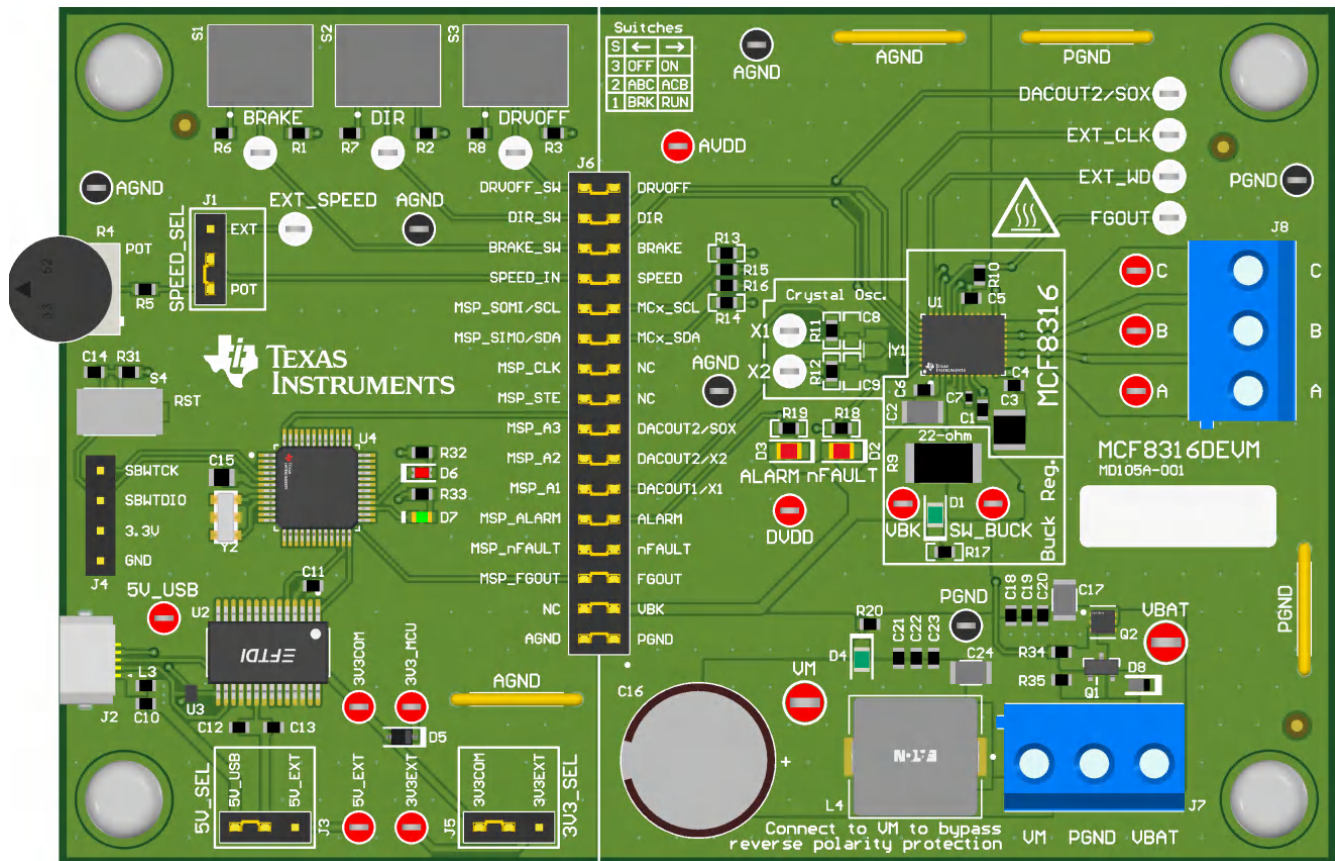 Switches
S ← →
3 OFF ON
2 ABC ACB
1 BRK RUN
S1
S2
S3
BRAKE
DIR
DRVOFF
R6
R1
R7
R2
R8
R3
AGND
AGND
PGND
AVDD
DACOUT2/SOX
EXT_CLK
EXT_WD
FGOUT
PGND
AGND
J1
SPEED_SEL
EXT
POT
EXT_SPEED
AGND
R4
POT
R5
J6
DRVOFF_SW DRVOFF
DIR_SW DIR
BRAKE_SW BRAKE
SPEED_IN SPEED
MSP_SOMI/SCL MCx_SCL
MSP_SIMO/SDA MCx_SDA
MSP_CLK NC
MSP_STE NC
MSP_A3 DACOUT2/SOX
MSP_A2 DACOUT2/X2
MSP_A1 DACOUT1/X1
MSP_ALARM ALARM
MSP_nFAULT nFAULT
MSP_FGOUT FGOUT
NC VBK
AGND PGND
R13
R15
R16
R14
Crystal Osc.
X1
X2
R11
R12
C8
C9
Y1
AGND
U1
R10
C5
MCF8316
C6
C2
C7
C1
C4
C3
J8
C C
B B
A A
TEXAS
INSTRUMENTS
C14
R31
S4
RST
SBWTCK
SBWTDIO
3.3V
GND
J4
C15
Y2
U4
R32
D6
R33
D7
R19
R18
D3
D2
ALARM
nFAULT
DVDD
22-ohm
R9
VBK
D1
SW_BUCK
R17
Buck Reg.
MCF8316DEVM
MD105A-001
5V_USB
U2
C11
FTDI
J2
L3
C10
U3
C12
C13
3V3COM
3V3_MCU
D5
AGND
5V_SEL
5V_USB
5V_EXT
J3
5V_EXT
3V3EXT
J5
3V3COM
3V3EXT
3V3_SEL
C16
+
VM
R20
D4
C21
C22
C23
C24
PGND
C18
C19
C20
C17
Q2
VBAT
R34
R35
Q1
D8
PGND
L4
Connect to VM to bypass
reverse polarity protection
J7
VM PGND VBAT